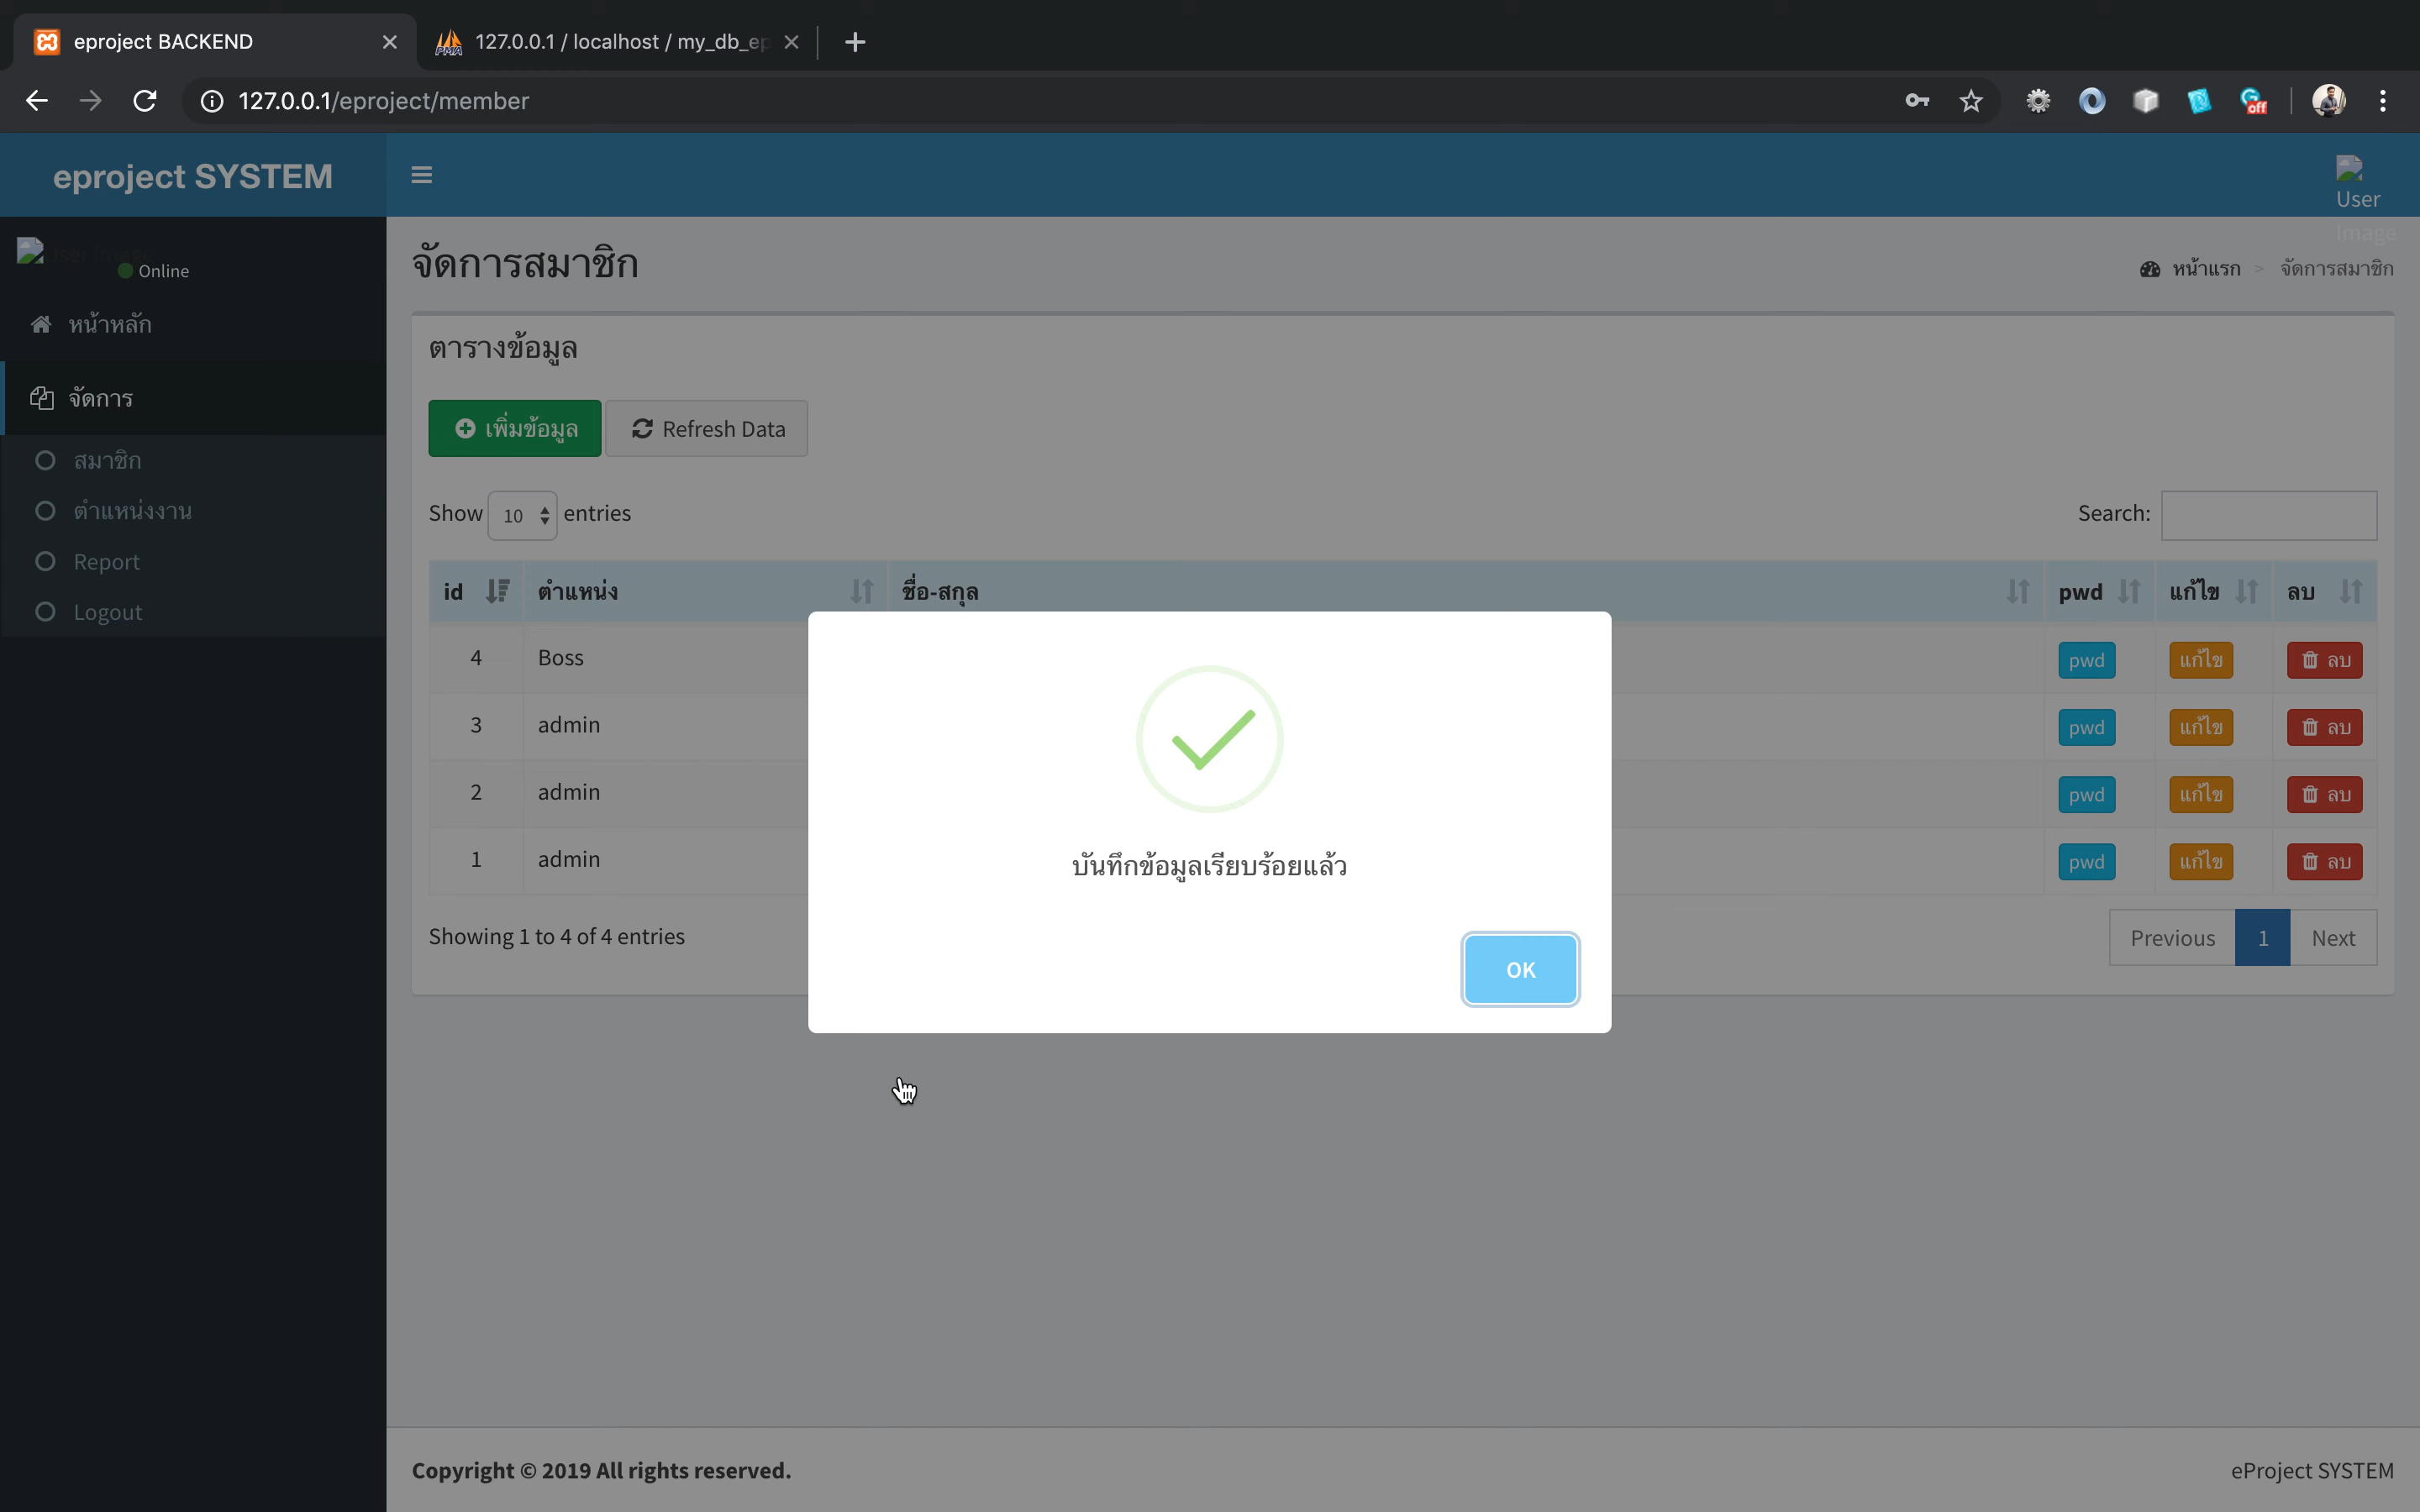 eproject BACKEND
127.0.0.1 / localhost / my_db_ep
127.0.0.1/eproject/member
off
eproject SYSTEM
User
Image
Online
จัดการสมาชิก
หน้าแรก > จัดการสมาชิก
หน้าหลัก
จัดการ
สมาชิก
ตำแหน่งงาน
Report
Logout
ตารางข้อมูล
เพิ่มข้อมูล
Refresh Data
Show 10 entries
Search:
id ตำแหน่ง ชื่อ-สกุล pwd แก้ไข ลบ
4 Boss pwd แก้ไข ลบ
3 admin pwd แก้ไข ลบ
2 admin pwd แก้ไข ลบ
1 admin pwd แก้ไข ลบ
บันทึกข้อมูลเรียบร้อยแล้ว
OK
Showing 1 to 4 of 4 entries
Previous 1 Next
Copyright © 2019 All rights reserved.
eProject SYSTEM